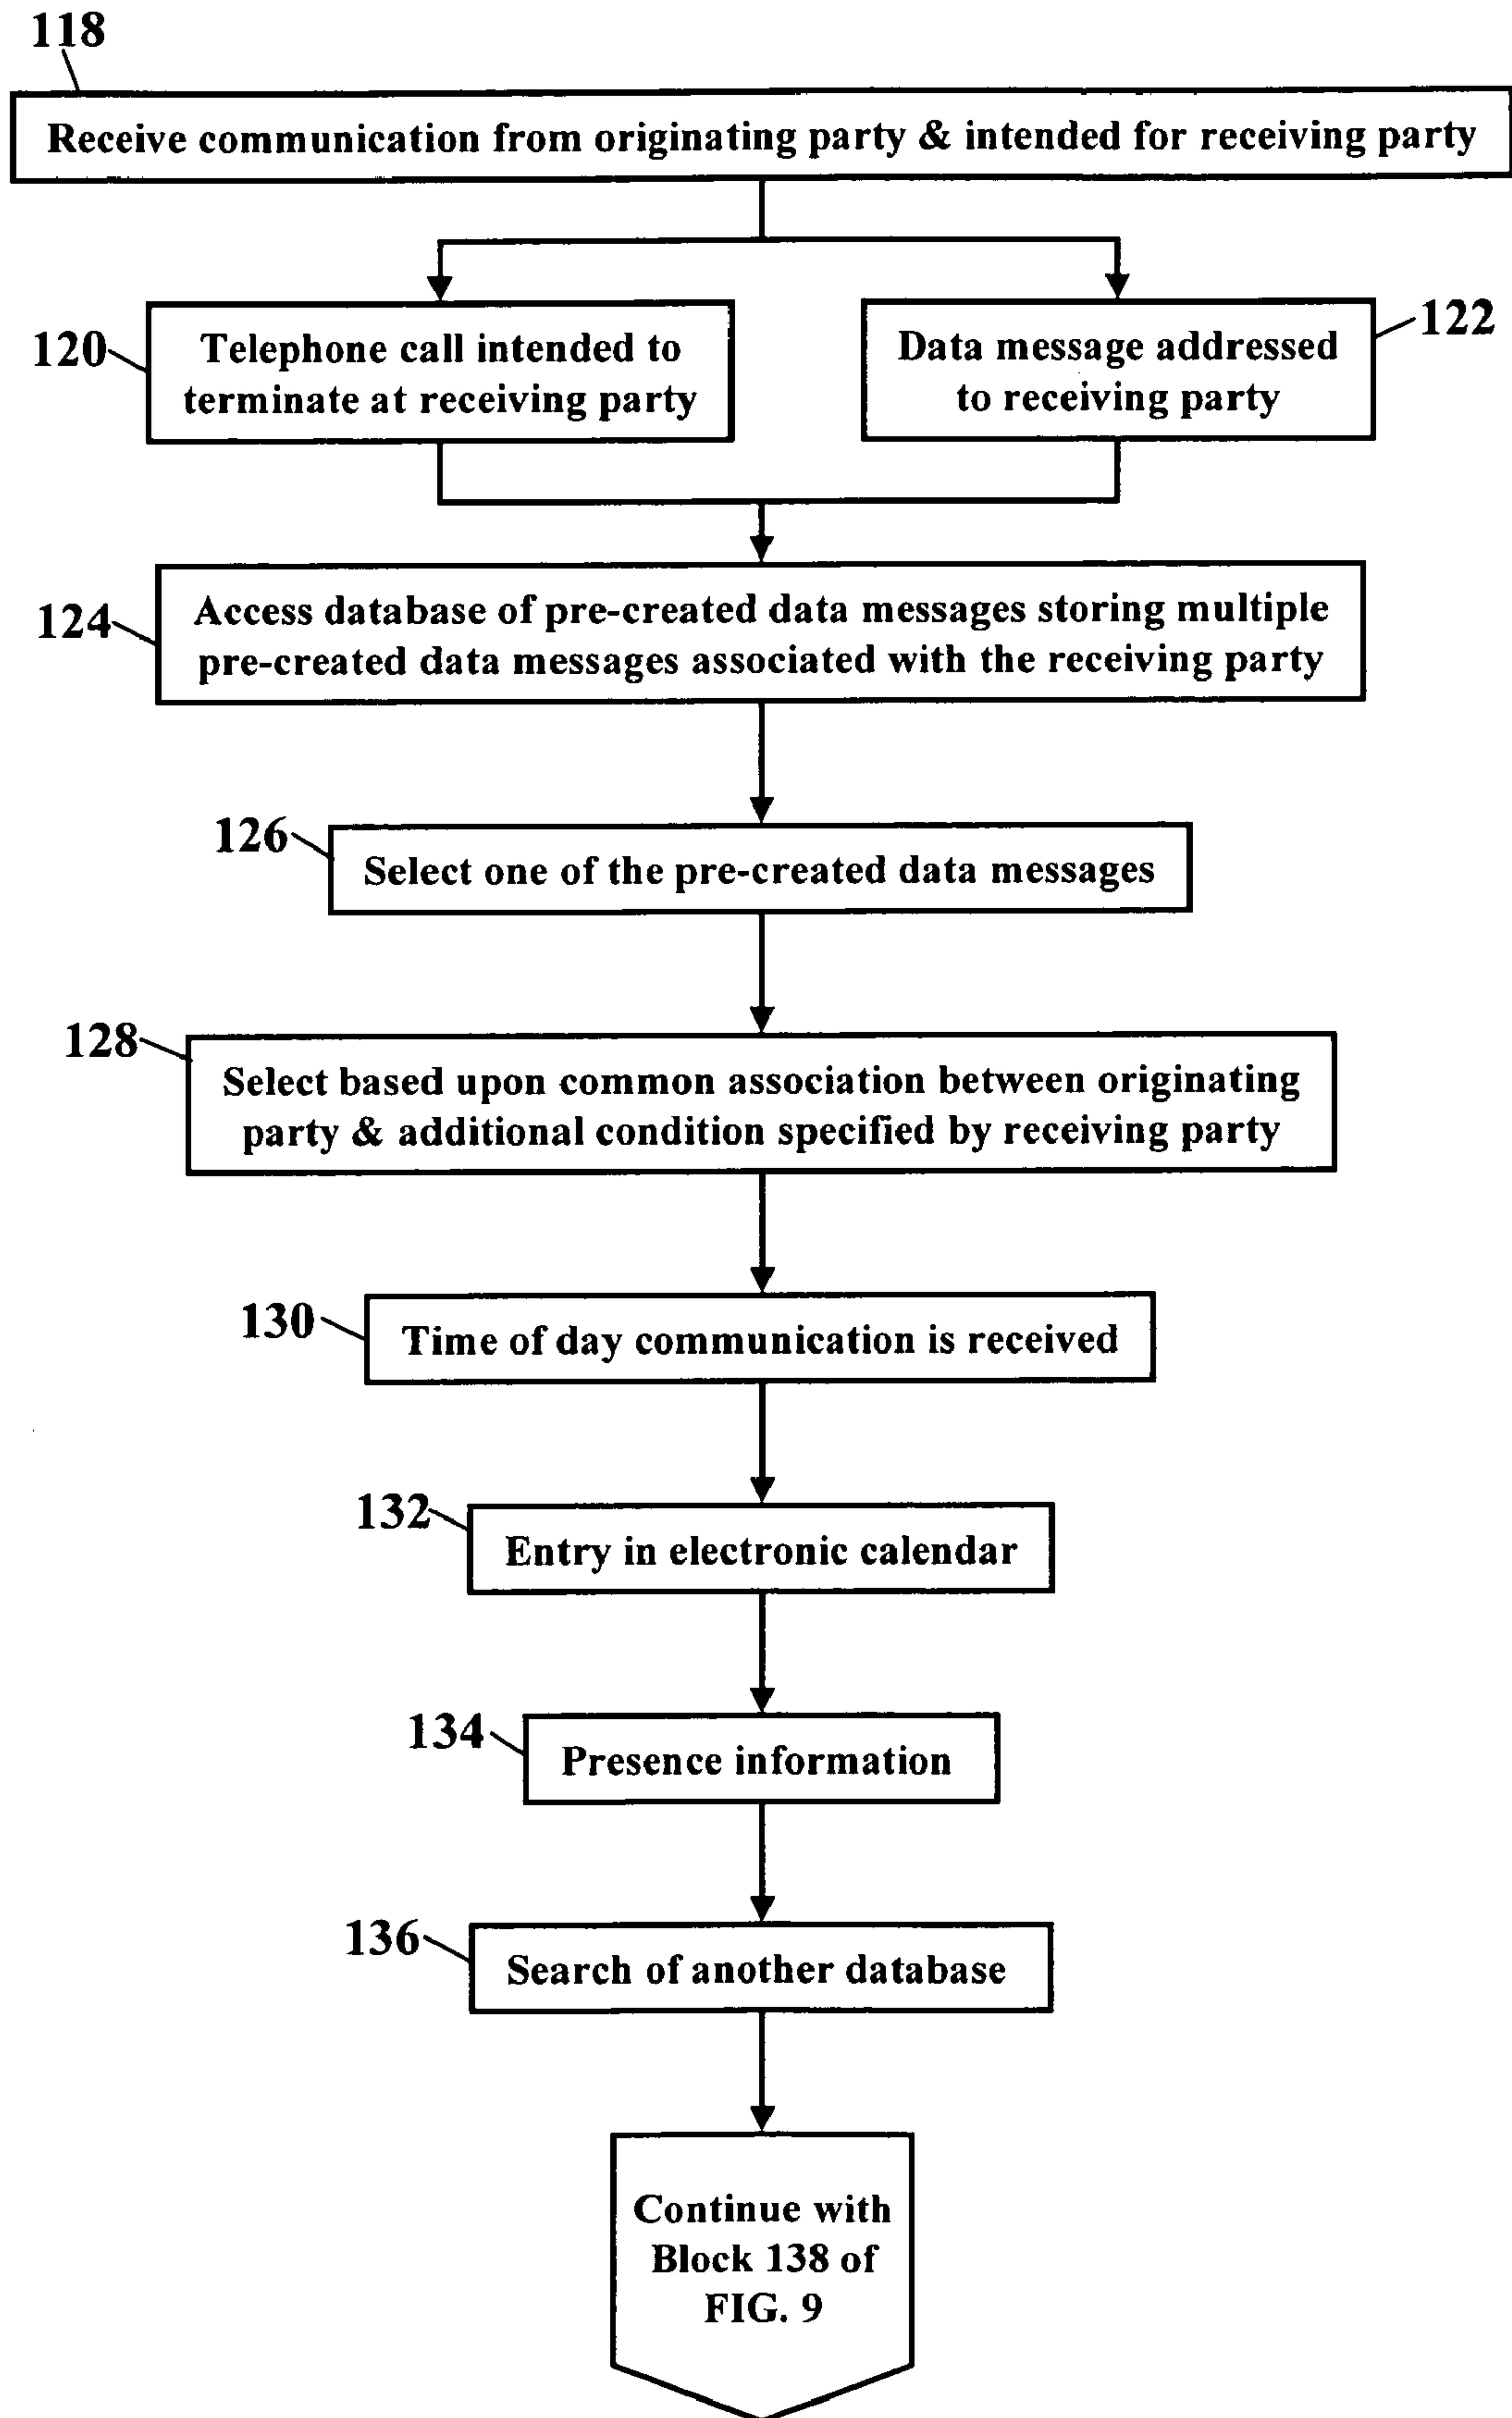 118
Receive communication from originating party & intended for receiving party
120
Telephone call intended to
terminate at receiving party
122
Data message addressed
to receiving party
124
Access database of pre-created data messages storing multiple
pre-created data messages associated with the receiving party
126
Select one of the pre-created data messages
128
Select based upon common association between originating
party & additional condition specified by receiving party
130
Time of day communication is received
132
Entry in electronic calendar
134
Presence information
136
Search of another database
Continue with
Block 138 of
FIG. 9